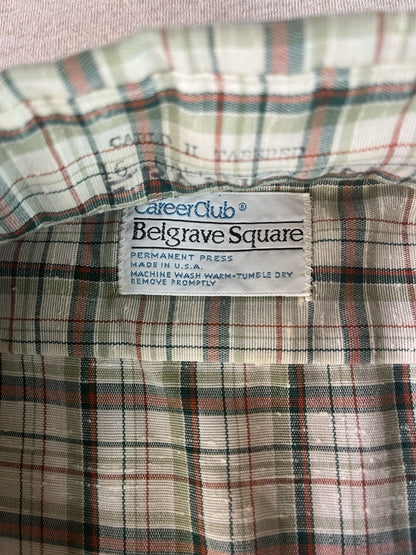 CareerClub®
Belgrave Square
PERMANENT PRESS
MADE IN U.S.A.
MACHINE WASH WARM•TUMBLE DRY
REMOVE PROMPTLY